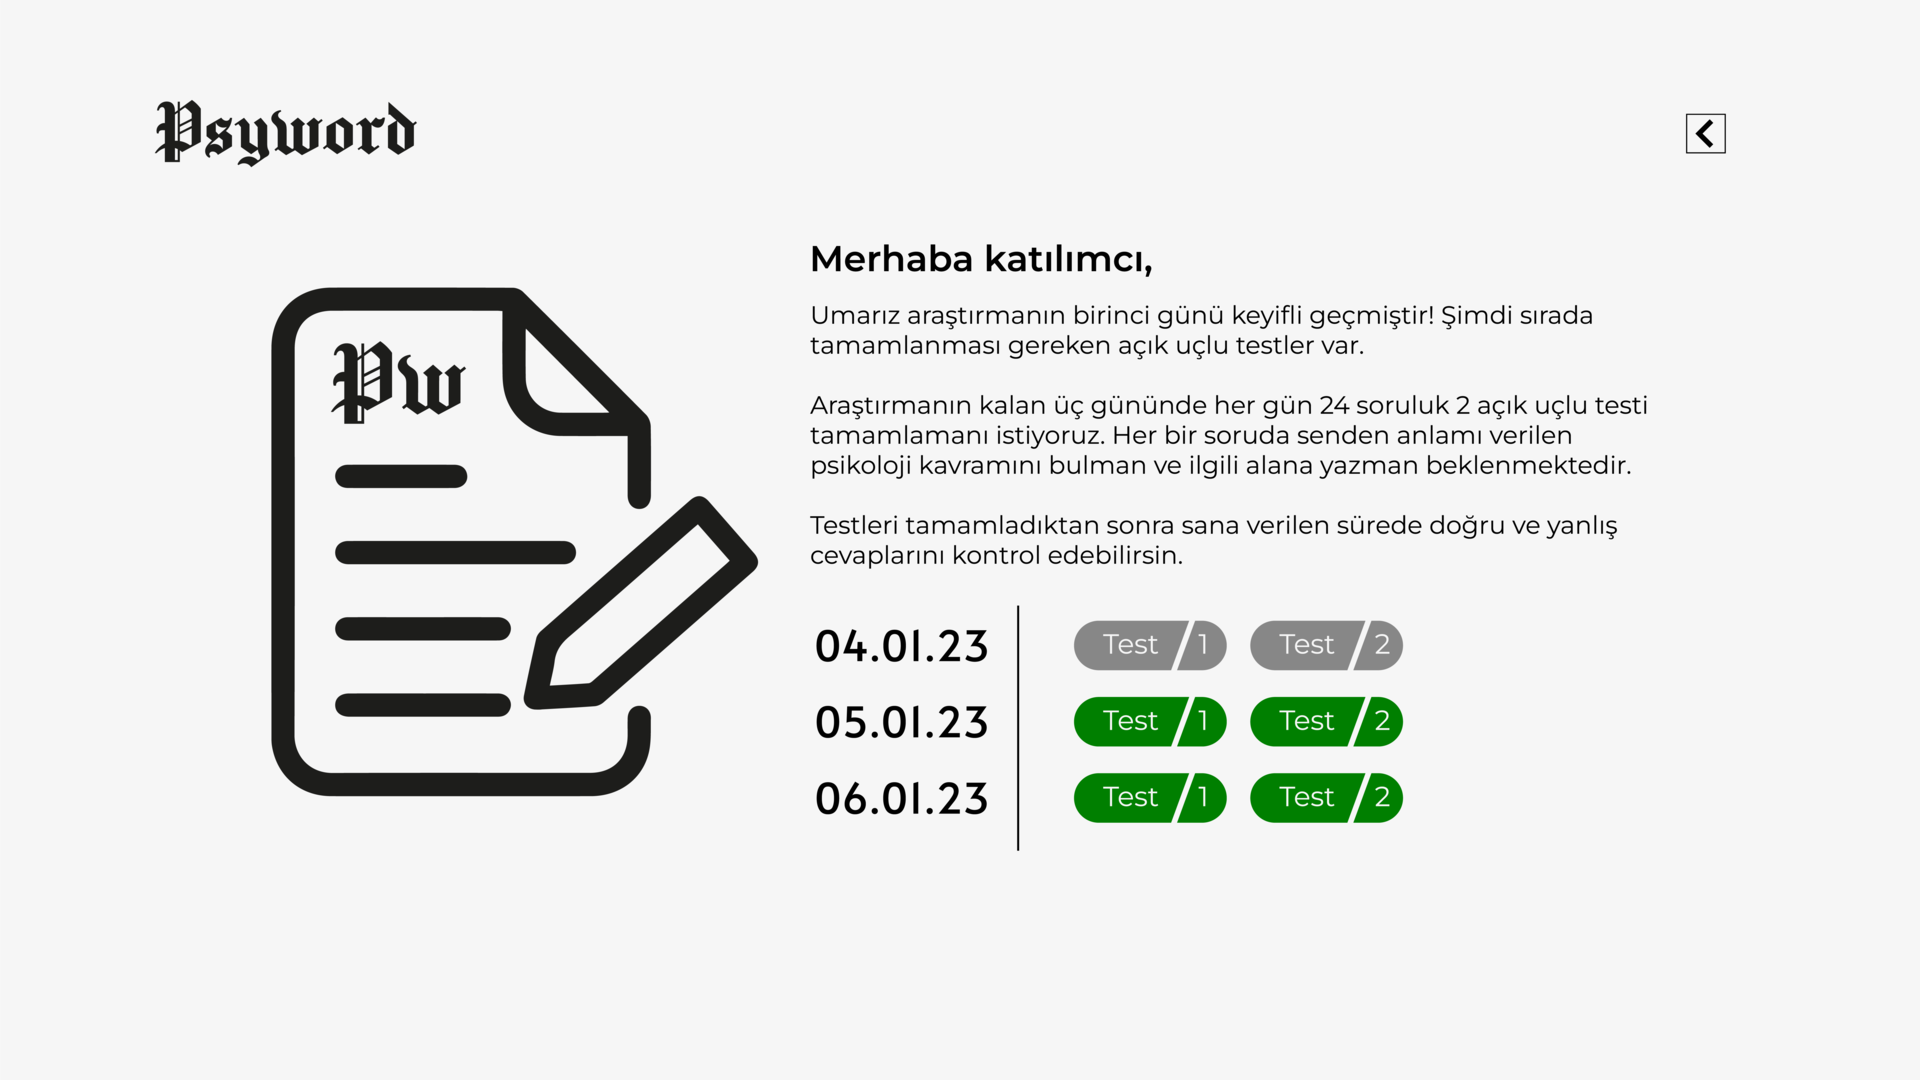 Psyword
Merhaba katılımcı,
Umarız araştırmanın birinci günü keyifli geçmiştir! Şimdi sırada
tamamlanması gereken açık uçlu testler var.
Araştırmanın kalan üç gününde her gün 24 soruluk 2 açık uçlu testi
tamamlamanı istiyoruz. Her bir soruda senden anlamı verilen
psikoloji kavramını bulman ve ilgili alana yazman beklenmektedir.
Testleri tamamladıktan sonra sana verilen sürede doğru ve yanlış
cevaplarını kontrol edebilirsin.
Pw
04.01.23 Test / 1 Test / 2
05.01.23 Test / 1 Test / 2
06.01.23 Test / 1 Test / 2